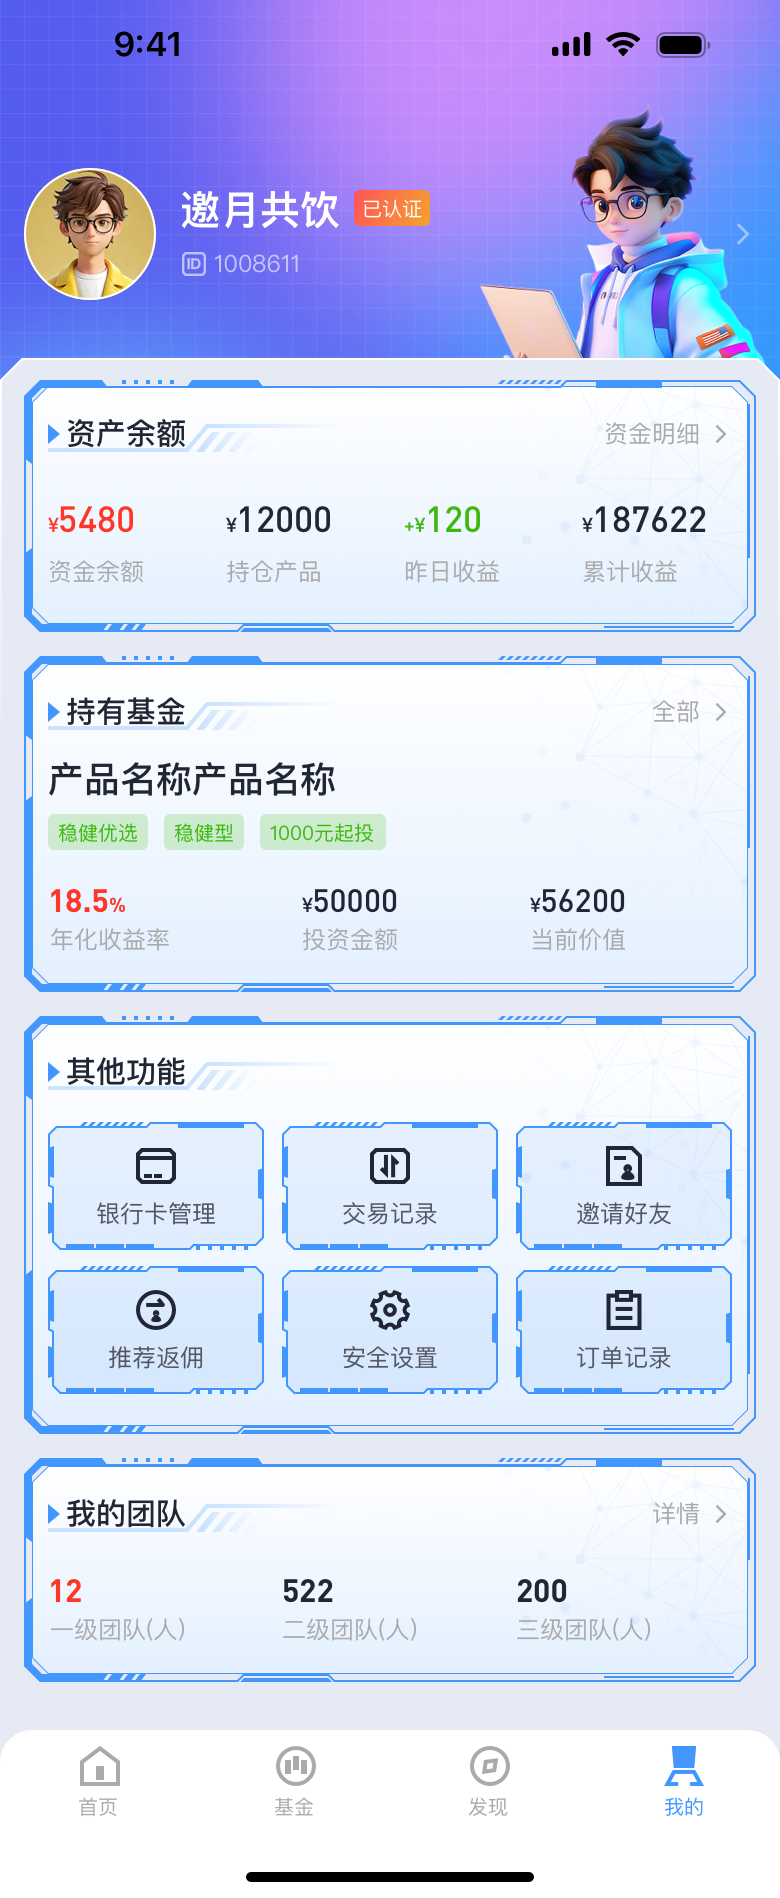 9:41
邀月共饮 已认证
ID 1008611
资产余额 资金明细
¥5480 ¥12000 +¥120 ¥187622
资金余额 持仓产品 昨日收益 累计收益
持有基金 全部
产品名称产品名称
稳健优选 稳健型 1000元起投
18.5% ¥50000 ¥56200
年化收益率 投资金额 当前价值
其他功能
银行卡管理 交易记录 邀请好友
推荐返佣 安全设置 订单记录
我的团队 详情
12 522 200
一级团队(人) 二级团队(人) 三级团队(人)
首页 基金 发现 我的